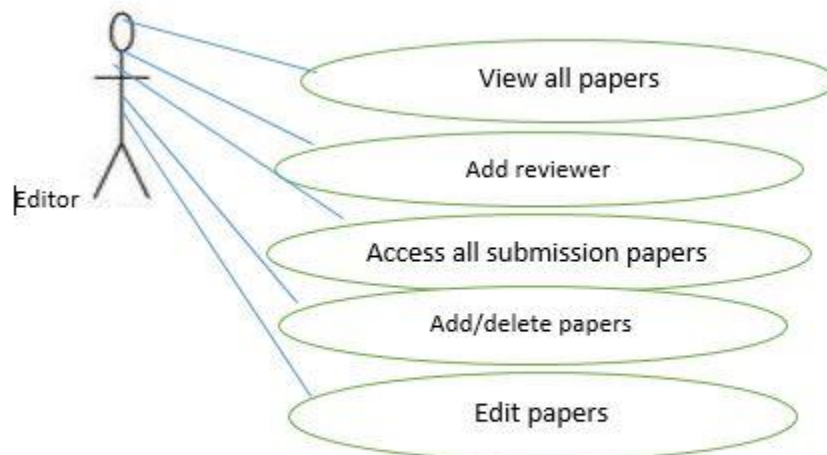 View all papers
Add reviewer
Editor
Access all submission papers
Add/delete papers
Edit papers